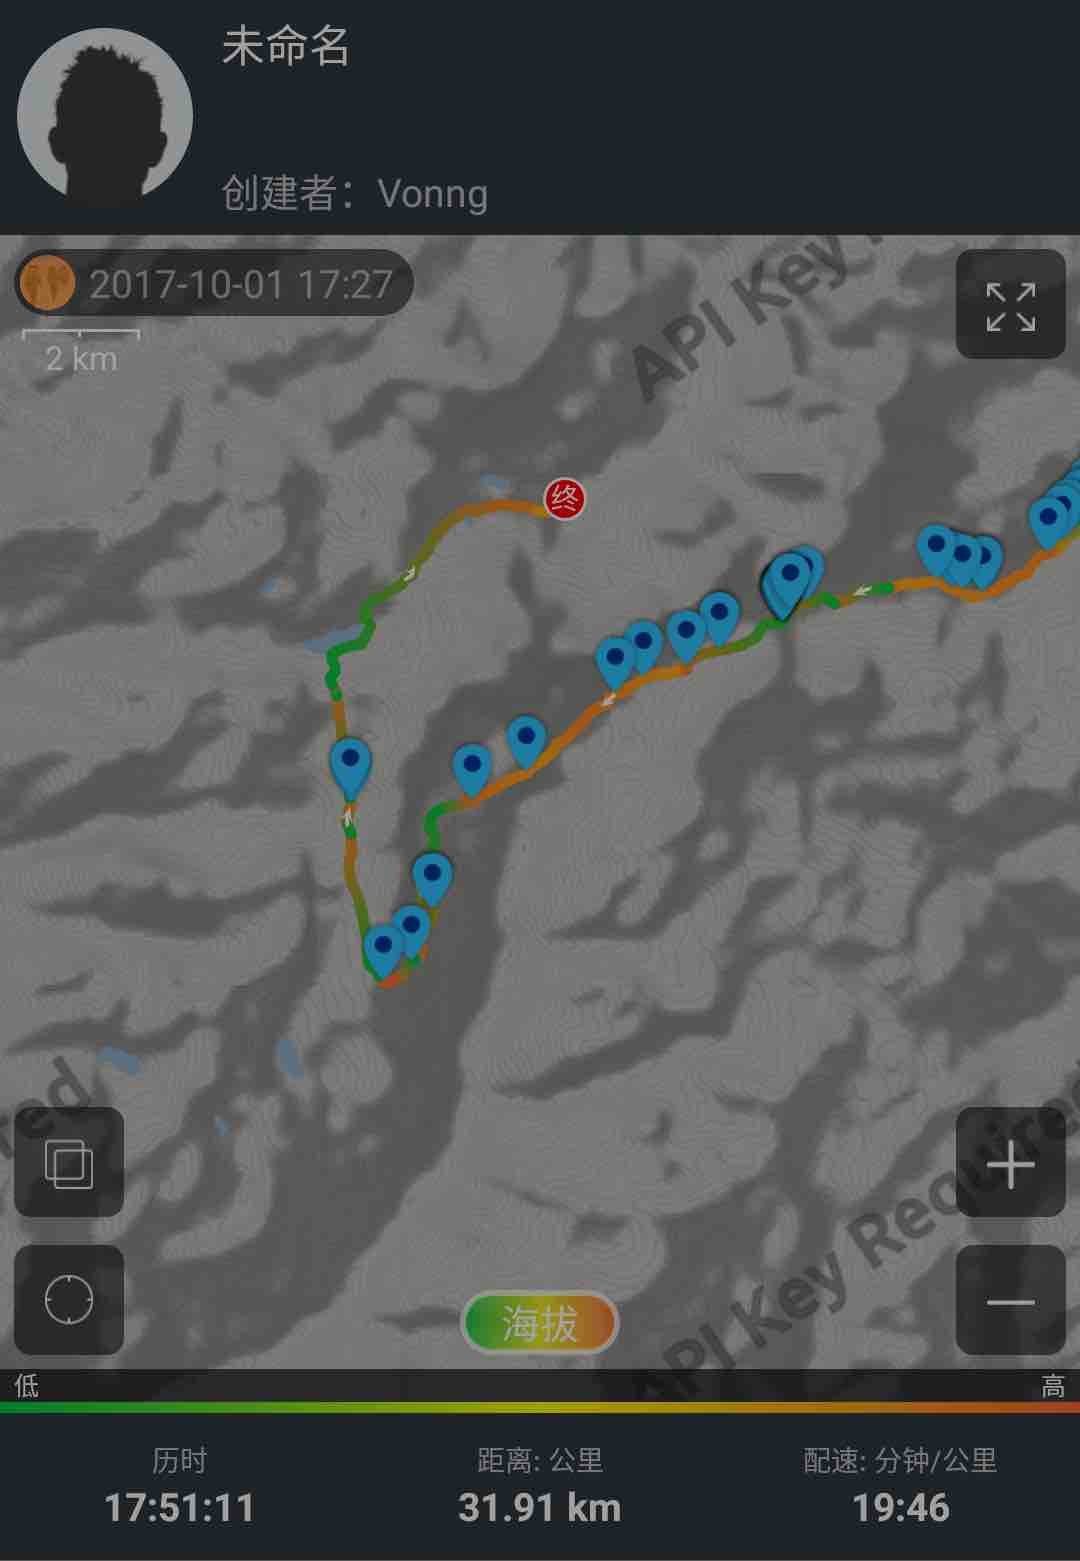 未命名
创建者：Vonng
2017-10-01 17:27
2 km
API Key R
终
red
API Key Required
海拔
低
高
历时
距离: 公里
配速: 分钟/公里
17:51:11
31.91 km
19:46